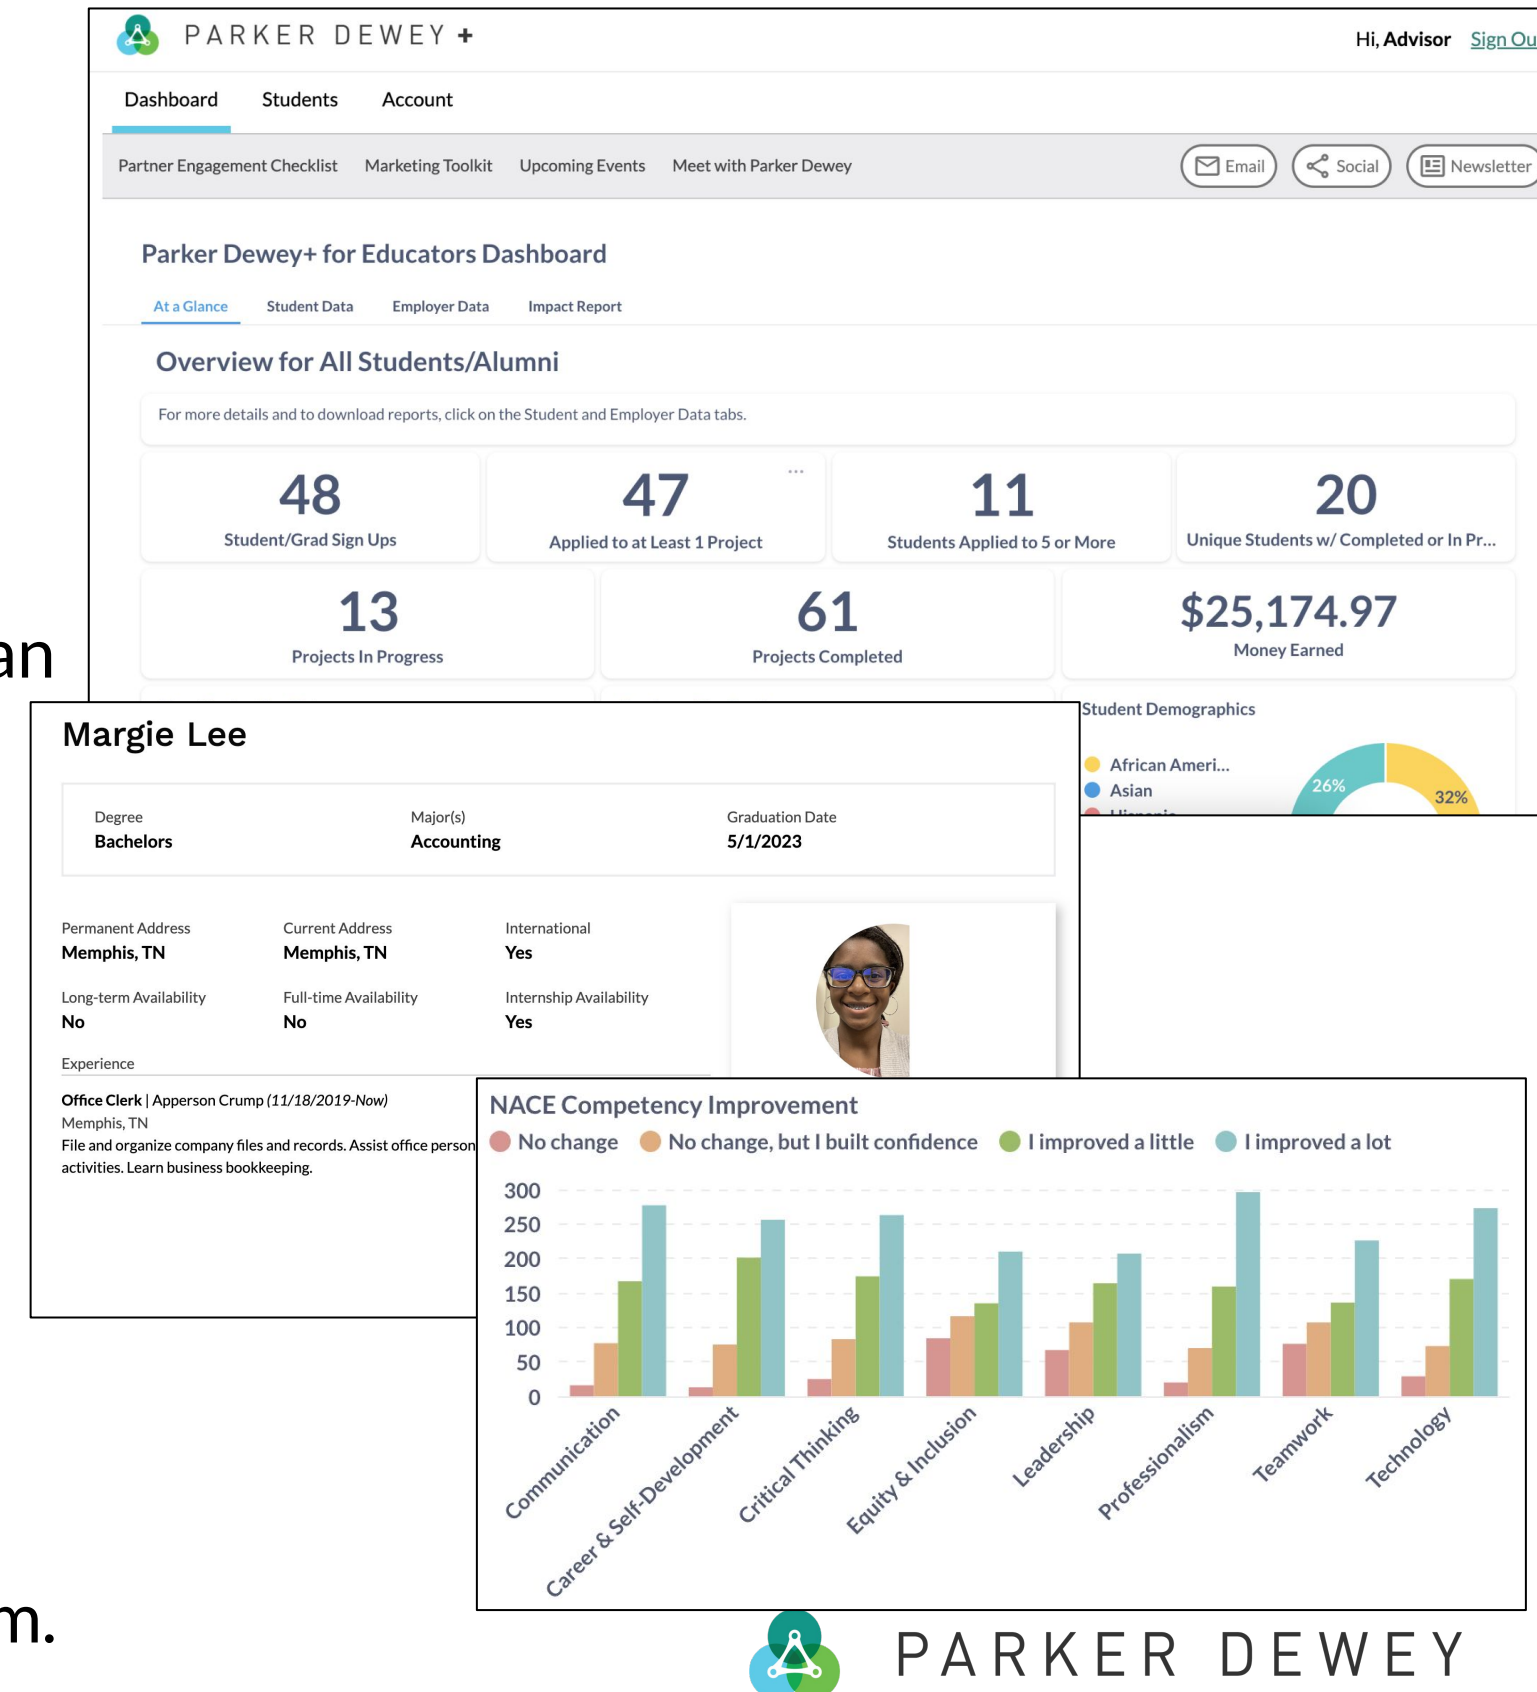 PARKER DEWEY +
Hi, Advisor Sign Ou
Dashboard Students Account
Partner Engagement Checklist Marketing Toolkit Upcoming Events Meet with Parker Dewey Email Social Newsletter
Parker Dewey+ for Educators Dashboard
At a Glance Student Data Employer Data Impact Report
Overview for All Students/Alumni
For more details and to download reports, click on the Student and Employer Data tabs.
48
Student/Grad Sign Ups
47
Applied to at Least 1 Project
...
11
Students Applied to 5 or More
20
Unique Students w/ Completed or In Pr...
13
Projects In Progress
61
Projects Completed
$25,174.97
Money Earned
an
Student Demographics
African Ameri...
Asian
Hispanic
26%
32%
Margie Lee
Degree
Bachelors
Major(s)
Accounting
Graduation Date
5/1/2023
Permanent Address
Memphis, TN
Current Address
Memphis, TN
International
Yes
Long-term Availability
No
Full-time Availability
No
Internship Availability
Yes
Experience
Office Clerk | Apperson Crump (11/18/2019-Now)
Memphis, TN
File and organize company files and records. Assist office person
activities. Learn business bookkeeping.
NACE Competency Improvement
No change No change, but I built confidence I improved a little I improved a lot
300
250
200
150
100
50
0
Communication
Career & Self-Development
Critical Thinking
Equity & Inclusion
Leadership
Professionalism
Teamwork
Technology
m.
PARKER DEWEY